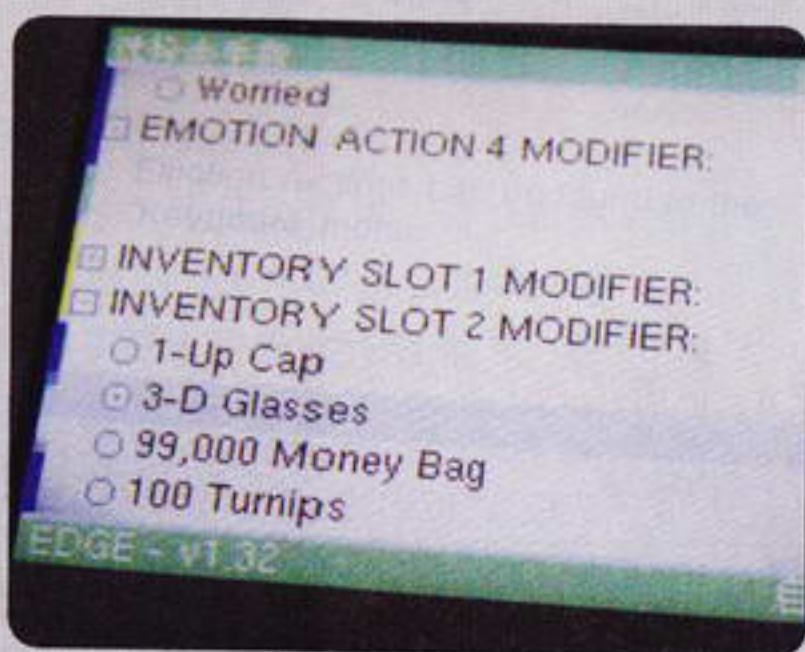 Worried
EMOTION ACTION 4 MODIFIER:
INVENTORY SLOT 1 MODIFIER:
INVENTORY SLOT 2 MODIFIER:
1-Up Cap
3-D Glasses
99,000 Money Bag
100 Turnips
EDGE - v1.32